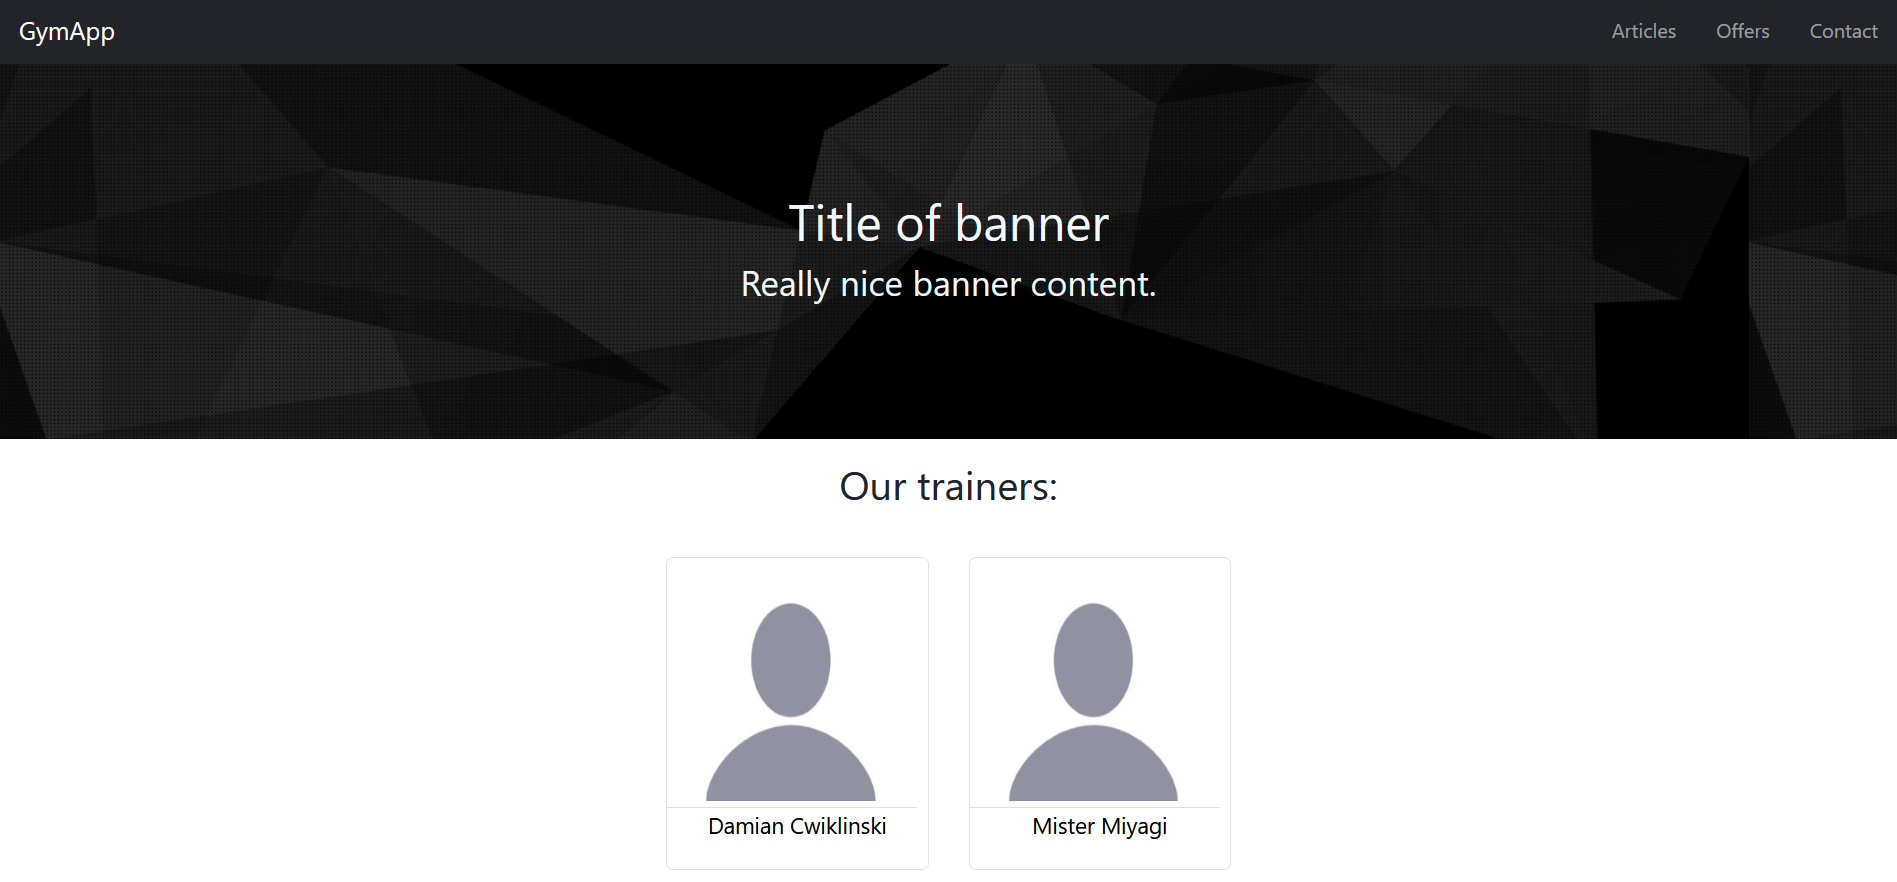 GymApp
Articles Offers Contact
Title of banner
Really nice banner content.
Our trainers:
Damian Cwiklinski
Mister Miyagi